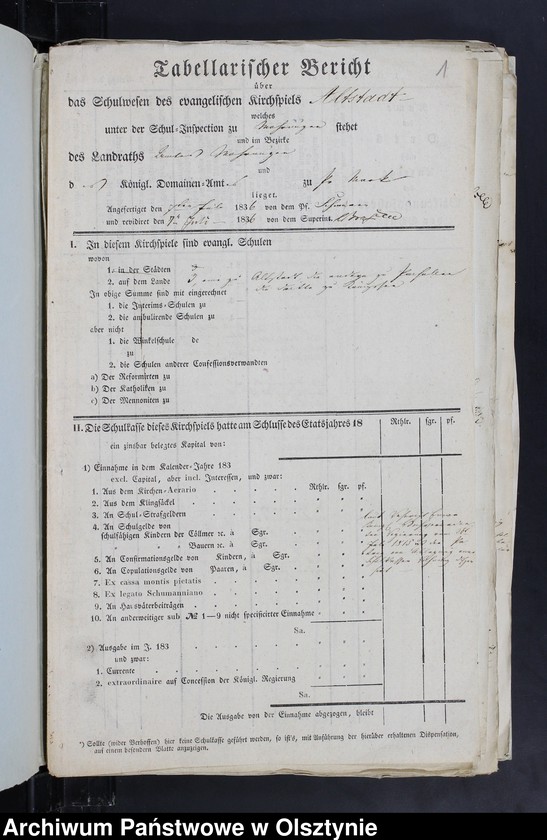 Tabellarischer Bericht
1
über
das Schulwesen des evangelischen Kirchspiels Altstadt
welches
unter der Schul-Inspection zu Mohrungen stehet
und im Bezirke
des Landraths Mohrungen
und
d Königl. Domainen-Amt zu
lieget.
Angefertiget den 1836 von dem Pf.
und revidiret den 1836 von dem Superint.
I. In diesem Kirchspiele sind evangl. Schulen
wovon
1. in der Städten
2. auf dem Lande 3 Altstadt
In obige Summe sind mit eingerechnet
1. die Interims-Schulen zu
2. die ambulirende Schulen zu
aber nicht
1. die Winkelschule de
zu
2. die Schulen anderer Confessionsverwandten
a) Der Reformirten zu
b) Der Katholiken zu
c) Der Mennoniten zu
II. Die Schulkasse dieses Kirchspiels hatte am Schlusse des Etatsjahres 18 Rthlr. sgr. pf.
ein zinsbar belegtes Kapital von:
1) Einnahme in dem Kalender-Jahre 183
excl. Capital, aber incl. Interessen, und zwar:
1. Aus dem Kirchen-Aerario Rthlr. sgr. pf.
2. Aus dem Klingsäckel
3. An Schul-Strafgeldern
4. An Schulgelde von
schulfähigen Kindern der Cöllmer ꝛc. à Sgr.
" " " Bauern ꝛc. à Sgr.
5. An Confirmationsgelde von Kindern, à Sgr.
6. An Copulationsgelde von Paaren, à Sgr.
7. Ex cassa montis pietatis
8. Ex legato Schumanniano
9. An Hausväterbeiträgen
10. An anderweitiger sub № 1—9 nicht specificirter Einnahme
Sa.
2) Ausgabe im J. 183
und zwar:
1. Currente
2. extraordinaire auf Concession der Königl. Regierung
Sa.
Die Ausgabe von der Einnahme abgezogen, bleibt
*) Sollte (wider Verhoffen) hier keine Schulkasse geführt werden, so ist's, mit Anführung der hierüber erhaltenen Dispensation,
auf einem besondern Blatte anzuzeigen.
Archiwum Państwowe w Olsztynie